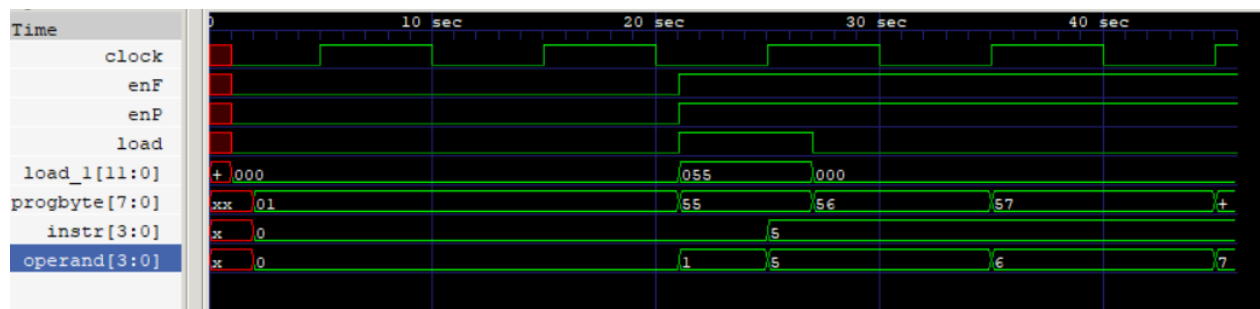 Time 0 10 sec 20 sec 30 sec 40 sec
clock
enF
enP
load
load_1[11:0] + 000 055 000
progbyte[7:0] xx 01 55 56 57 +
instr[3:0] x 0 5
operand[3:0] x 0 1 5 6 7